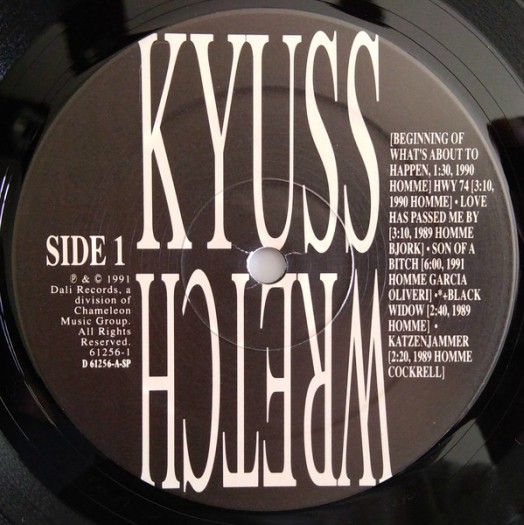 KYUSS
WRETCH
SIDE 1
℗ & © 1991
Dali Records, a
division of
Chameleon
Music Group.
All Rights
Reserved.
61256-1
D 61256-A-SP
[BEGINNING OF
WHAT'S ABOUT TO
HAPPEN, 1:30, 1990
HOMME] HWY 74 [3:10,
1990 HOMME] • LOVE
HAS PASSED ME BY
[3:10, 1989 HOMME
BJORK] • SON OF A
BITCH [6:00, 1991
HOMME GARCIA
OLIVERI] •*+BLACK
WIDOW [2:40, 1989
HOMME] •
KATZENJAMMER
[2:20, 1989 HOMME
COCKRELL]